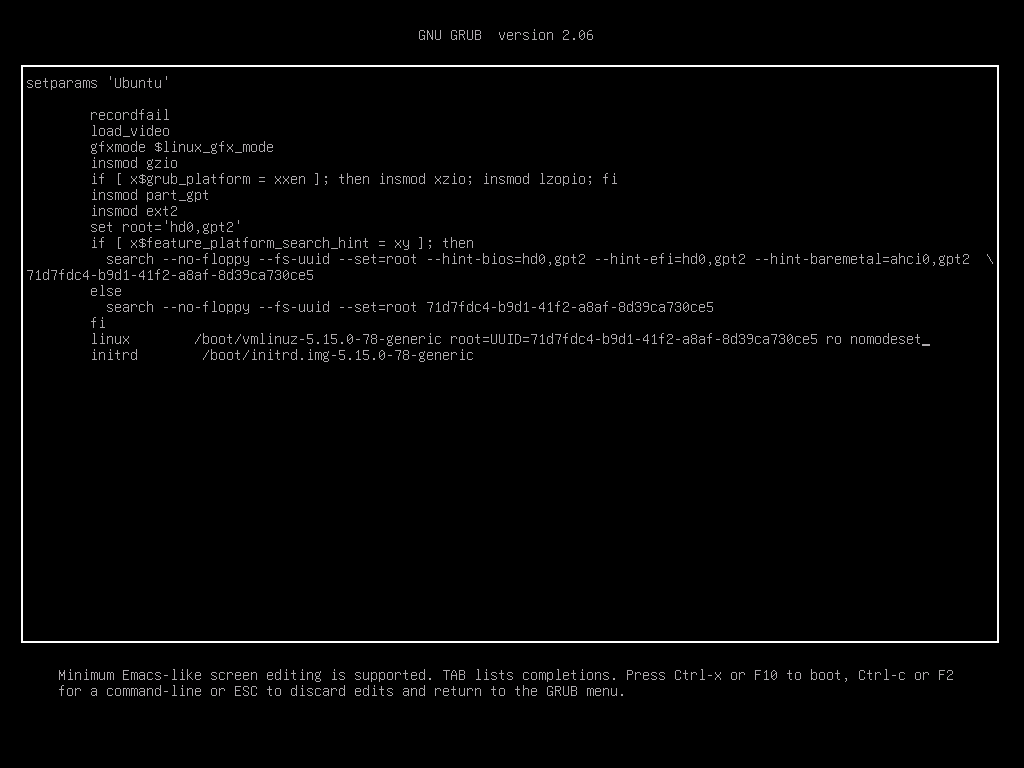 GNU GRUB  version 2.06
setparams 'Ubuntu'
recordfail
load_video
gfxmode $linux_gfx_mode
insmod gzio
if [ x$grub_platform = xxen ]; then insmod xzio; insmod lzopio; fi
insmod part_gpt
insmod ext2
set root='hd0,gpt2'
if [ x$feature_platform_search_hint = xy ]; then
  search --no-floppy --fs-uuid --set=root --hint-bios=hd0,gpt2 --hint-efi=hd0,gpt2 --hint-baremetal=ahci0,gpt2  \
71d7fdc4-b9d1-41f2-a8af-8d39ca730ce5
else
  search --no-floppy --fs-uuid --set=root 71d7fdc4-b9d1-41f2-a8af-8d39ca730ce5
fi
linux        /boot/vmlinuz-5.15.0-78-generic root=UUID=71d7fdc4-b9d1-41f2-a8af-8d39ca730ce5 ro nomodeset_
initrd        /boot/initrd.img-5.15.0-78-generic
Minimum Emacs-like screen editing is supported. TAB lists completions. Press Ctrl-x or F10 to boot, Ctrl-c or F2
for a command-line or ESC to discard edits and return to the GRUB menu.